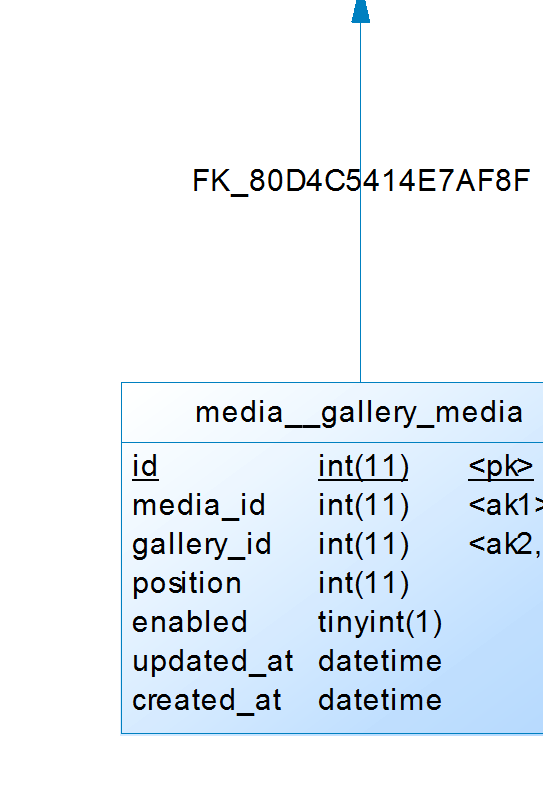 FK_80D4C5414E7AF8F
media__gallery_media
id int(11) <pk>
media_id int(11) <ak1>
gallery_id int(11) <ak2,
position int(11)
enabled tinyint(1)
updated_at datetime
created_at datetime